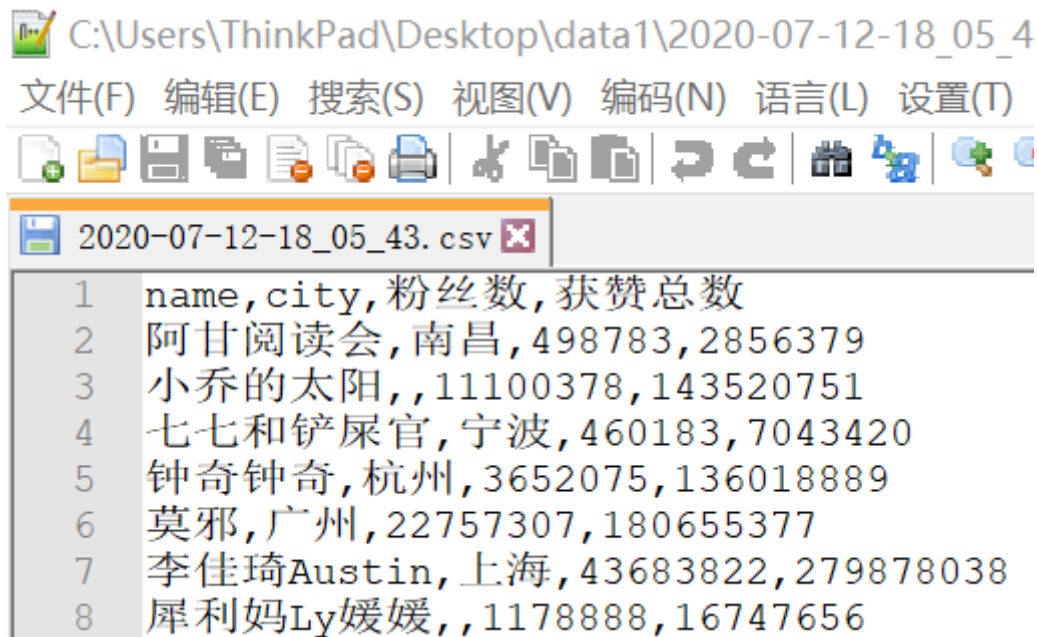 C:\Users\ThinkPad\Desktop\data1\2020-07-12-18_05_4
文件(F) 编辑(E) 搜索(S) 视图(V) 编码(N) 语言(L) 设置(T)
2020-07-12-18_05_43.csv
1 name,city,粉丝数,获赞总数
2 阿甘阅读会,南昌,498783,2856379
3 小乔的太阳,,11100378,143520751
4 七七和铲屎官,宁波,460183,7043420
5 钟奇钟奇,杭州,3652075,136018889
6 莫邪,广州,22757307,180655377
7 李佳琦Austin,上海,43683822,279878038
8 犀利妈Ly媛媛,,1178888,16747656